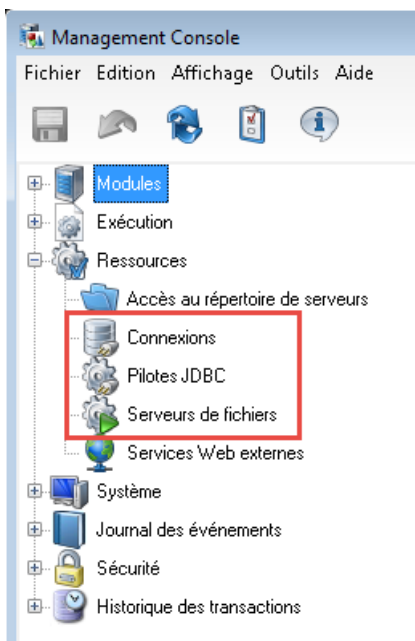 Management Console
Fichier Edition Affichage Outils Aide
Modules
Exécution
Ressources
Accès au répertoire de serveurs
Connexions
Pilotes JDBC
Serveurs de fichiers
Services Web externes
Système
Journal des événements
Sécurité
Historique des transactions